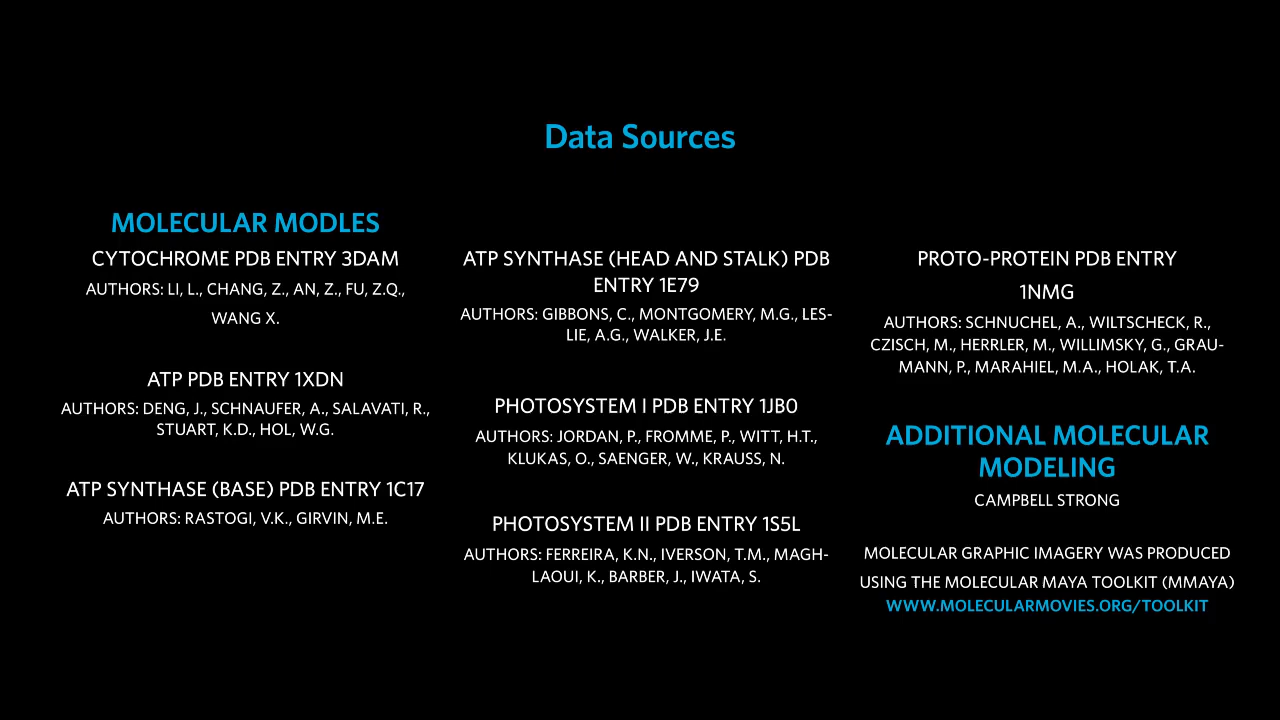 Data Sources
MOLECULAR MODLES
CYTOCHROME PDB ENTRY 3DAM
AUTHORS: LI, L., CHANG, Z., AN, Z., FU, Z.Q.,
WANG X.
ATP PDB ENTRY 1XDN
AUTHORS: DENG, J., SCHNAUFER, A., SALAVATI, R.,
STUART, K.D., HOL, W.G.
ATP SYNTHASE (BASE) PDB ENTRY 1C17
AUTHORS: RASTOGI, V.K., GIRVIN, M.E.
ATP SYNTHASE (HEAD AND STALK) PDB
ENTRY 1E79
AUTHORS: GIBBONS, C., MONTGOMERY, M.G., LES-
LIE, A.G., WALKER, J.E.
PHOTOSYSTEM I PDB ENTRY 1JB0
AUTHORS: JORDAN, P., FROMME, P., WITT, H.T.,
KLUKAS, O., SAENGER, W., KRAUSS, N.
PHOTOSYSTEM II PDB ENTRY 1S5L
AUTHORS: FERREIRA, K.N., IVERSON, T.M., MAGH-
LAOUI, K., BARBER, J., IWATA, S.
PROTO-PROTEIN PDB ENTRY
1NMG
AUTHORS: SCHNUCHEL, A., WILTSCHECK, R.,
CZISCH, M., HERRLER, M., WILLIMSKY, G., GRAU-
MANN, P., MARAHIEL, M.A., HOLAK, T.A.
ADDITIONAL MOLECULAR
MODELING
CAMPBELL STRONG
MOLECULAR GRAPHIC IMAGERY WAS PRODUCED
USING THE MOLECULAR MAYA TOOLKIT (MMAYA)
WWW.MOLECULARMOVIES.ORG/TOOLKIT